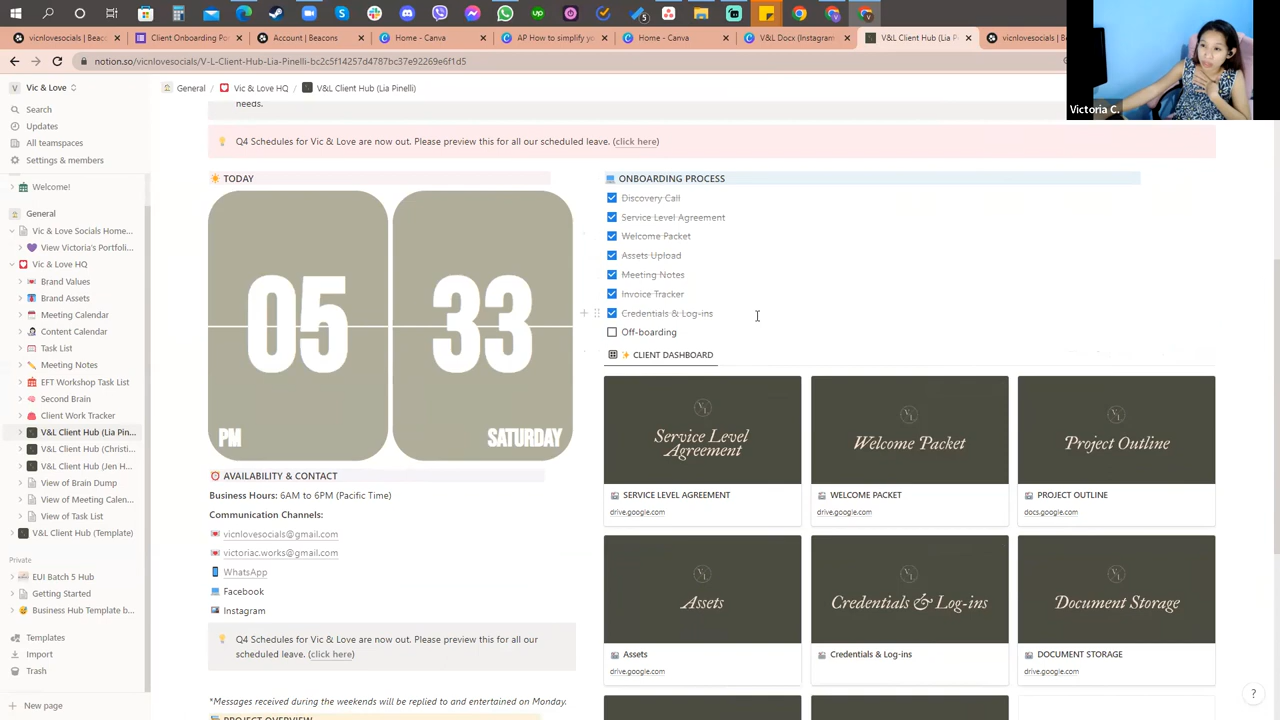 vicnlovesocials | Beac
Client Onboarding Po
Account | Beacons
Home - Canva
AP How to simplify yo
Home - Canva
V&L Docx (Instagram
V&L Client Hub (Lia P
vicnlovesocials | B
notion.so/vicnlovesocials/V-L-Client-Hub-Lia-Pinelli-bc2c5f14257d4787bc37e92269e6f1d5
Victoria C.
Vic & Love
Search
Updates
All teamspaces
Settings & members
Welcome!
General
Vic & Love Socials Home...
View Victoria's Portfoli...
Vic & Love HQ
Brand Values
Brand Assets
Meeting Calendar
Content Calendar
Task List
Meeting Notes
EFT Workshop Task List
Second Brain
Client Work Tracker
V&L Client Hub (Lia Pin...
V&L Client Hub (Christi...
V&L Client Hub (Jen H...
View of Brain Dump
View of Meeting Calen...
View of Task List
V&L Client Hub (Template)
Private
EUI Batch 5 Hub
Getting Started
Business Hub Template b...
Templates
Import
Trash
New page
General / Vic & Love HQ / V&L Client Hub (Lia Pinelli)
needs.
Q4 Schedules for Vic & Love are now out. Please preview this for all our scheduled leave. (click here)
TODAY
05 33
PM SATURDAY
AVAILABILITY & CONTACT
Business Hours: 6AM to 6PM (Pacific Time)
Communication Channels:
vicnlovesocials@gmail.com
victoriac.works@gmail.com
WhatsApp
Facebook
Instagram
Q4 Schedules for Vic & Love are now out. Please preview this for all our
scheduled leave. (click here)
*Messages received during the weekends will be replied to and entertained on Monday.
PROJECT OVERVIEW
ONBOARDING PROCESS
Discovery Call
Service Level Agreement
Welcome Packet
Assets Upload
Meeting Notes
Invoice Tracker
Credentials & Log-ins
Off-boarding
CLIENT DASHBOARD
Service Level
Agreement
SERVICE LEVEL AGREEMENT
drive.google.com
Welcome Packet
WELCOME PACKET
drive.google.com
Project Outline
PROJECT OUTLINE
docs.google.com
Assets
Assets
drive.google.com
Credentials & Log-ins
Credentials & Log-ins
Document Storage
DOCUMENT STORAGE
drive.google.com
?